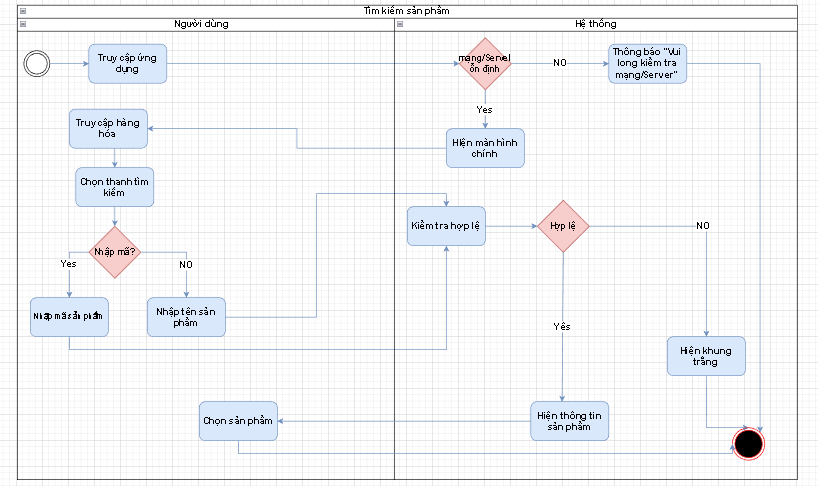 Tìm kiếm sản phẩm
Người dùng
Hệ thống
Truy cập ứng
dụng
mạng/Server
ổn định
NO
Thông báo "Vui
long kiểm tra
mạng/Server"
Yes
Truy cập hàng
hóa
Hiện màn hình
chính
Chọn thanh tìm
kiếm
Kiểm tra hợp lệ
Hợp lệ
NO
Nhập mã?
Yes
NO
Nhập mã sản phẩm
Nhập tên sản
phẩm
Yes
Hiện khung
trắng
Chọn sản phẩm
Hiện thông tin
sản phẩm